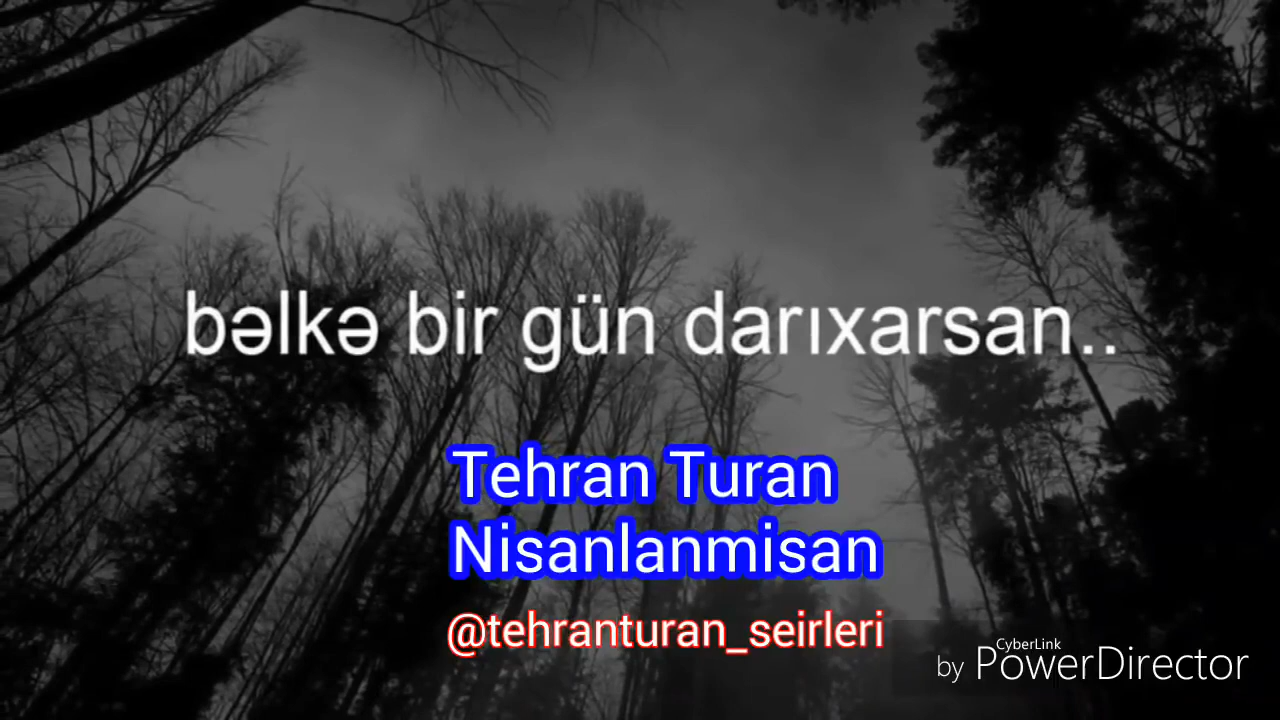 bəlkə bir gün darıxarsan..
Tehran Turan
Nisanlanmisan
@tehranturan_seirleri
CyberLink
by PowerDirector